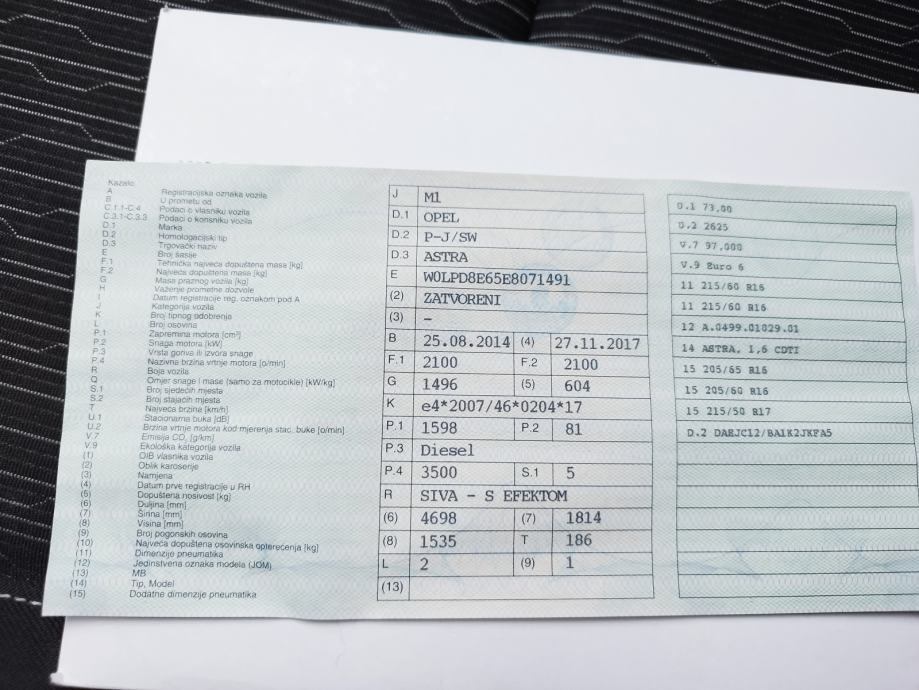 Kazalo:
A Registracijska oznaka vozila
B U prometu od
C.1.1-C.4 Podaci o vlasniku vozila
C.3.1-C.3.3 Podaci o korisniku vozila
D.1 Marka
D.2 Homologacijski tip
D.3 Trgovački naziv
E Broj šasije
F.1 Tehnička najveća dopuštena masa [kg]
F.2 Najveća dopuštena masa [kg]
G Masa praznog vozila [kg]
H Važenje prometne dozvole
I Datum registracije reg. oznakom pod A
J Kategorija vozila
K Broj tipnog odobrenja
L Broj osovina
P.1 Zapremina motora [cm³]
P.2 Snaga motora [kW]
P.3 Vrsta goriva ili izvora snage
P.4 Nazivna brzina vrtnje motora [o/min]
R Boja vozila
Q Omjer snage i mase (samo za motocikle) [kW/kg]
S.1 Broj sjedećih mjesta
S.2 Broj stajaćih mjesta
T Najveća brzina [km/h]
U.1 Stacionarna buka [dB]
U.2 Brzina vrtnje motora kod mjerenja stac. buke [o/min]
V.7 Emisija CO₂ [g/km]
V.9 Ekološka kategorija vozila
(1) OIB vlasnika vozila
(2) Oblik karoserije
(3) Namjena
(4) Datum prve registracije u RH
(5) Dopuštena nosivost [kg]
(6) Duljina [mm]
(7) Širina [mm]
(8) Visina [mm]
(9) Broj pogonskih osovina
(10) Najveća dopuštena osovinska opterećenja [kg]
(11) Dimenzije pneumatika
(12) Jedinstvena oznaka modela (JOM)
(13) MB
(14) Tip, Model
(15) Dodatne dimenzije pneumatika
J M1
D.1 OPEL
D.2 P-J/SW
D.3 ASTRA
E W0LPD8E65E8071491
(2) ZATVORENI
(3) –
B 25.08.2014 (4) 27.11.2017
F.1 2100 F.2 2100
G 1496 (5) 604
K e4*2007/46*0204*17
P.1 1598 P.2 81
P.3 Diesel
P.4 3500 S.1 5
R SIVA - S EFEKTOM
(6) 4698 (7) 1814
(8) 1535 T 186
L 2 (9) 1
(13)
U.1 73,00
U.2 2625
V.7 97,000
V.9 Euro 6
11 215/60 R16
11 215/60 R16
12 A.0499.01029.01
14 ASTRA, 1,6 CDTI
15 205/65 R16
15 205/60 R16
15 215/50 R17
D.2 DAEJC12/BA1K2JKFA5